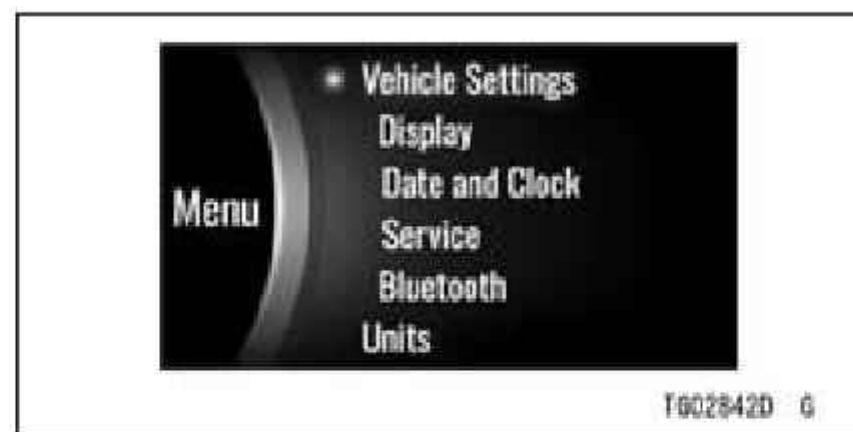 Vehicle Settings
Display
Date and Clock
Menu
Service
Bluetooth
Units
TG02842D G